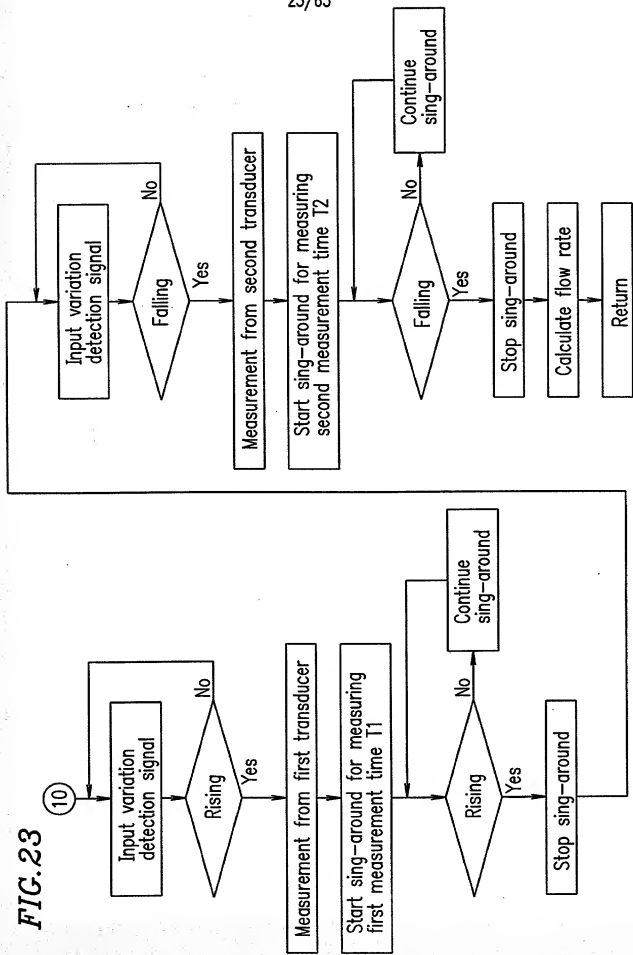 25/63
FIG.23
10
Input variation
detection signal
No
Rising
Yes
Measurement from first transducer
Start sing-around for measuring
first measurement time T1
Continue
sing-around
No
Rising
Yes
Stop sing-around
Input variation
detection signal
No
Falling
Yes
Measurement from second transducer
Start sing-around for measuring
second measurement time T2
Continue
sing-around
No
Falling
Yes
Stop sing-around
Calculate flow rate
Return